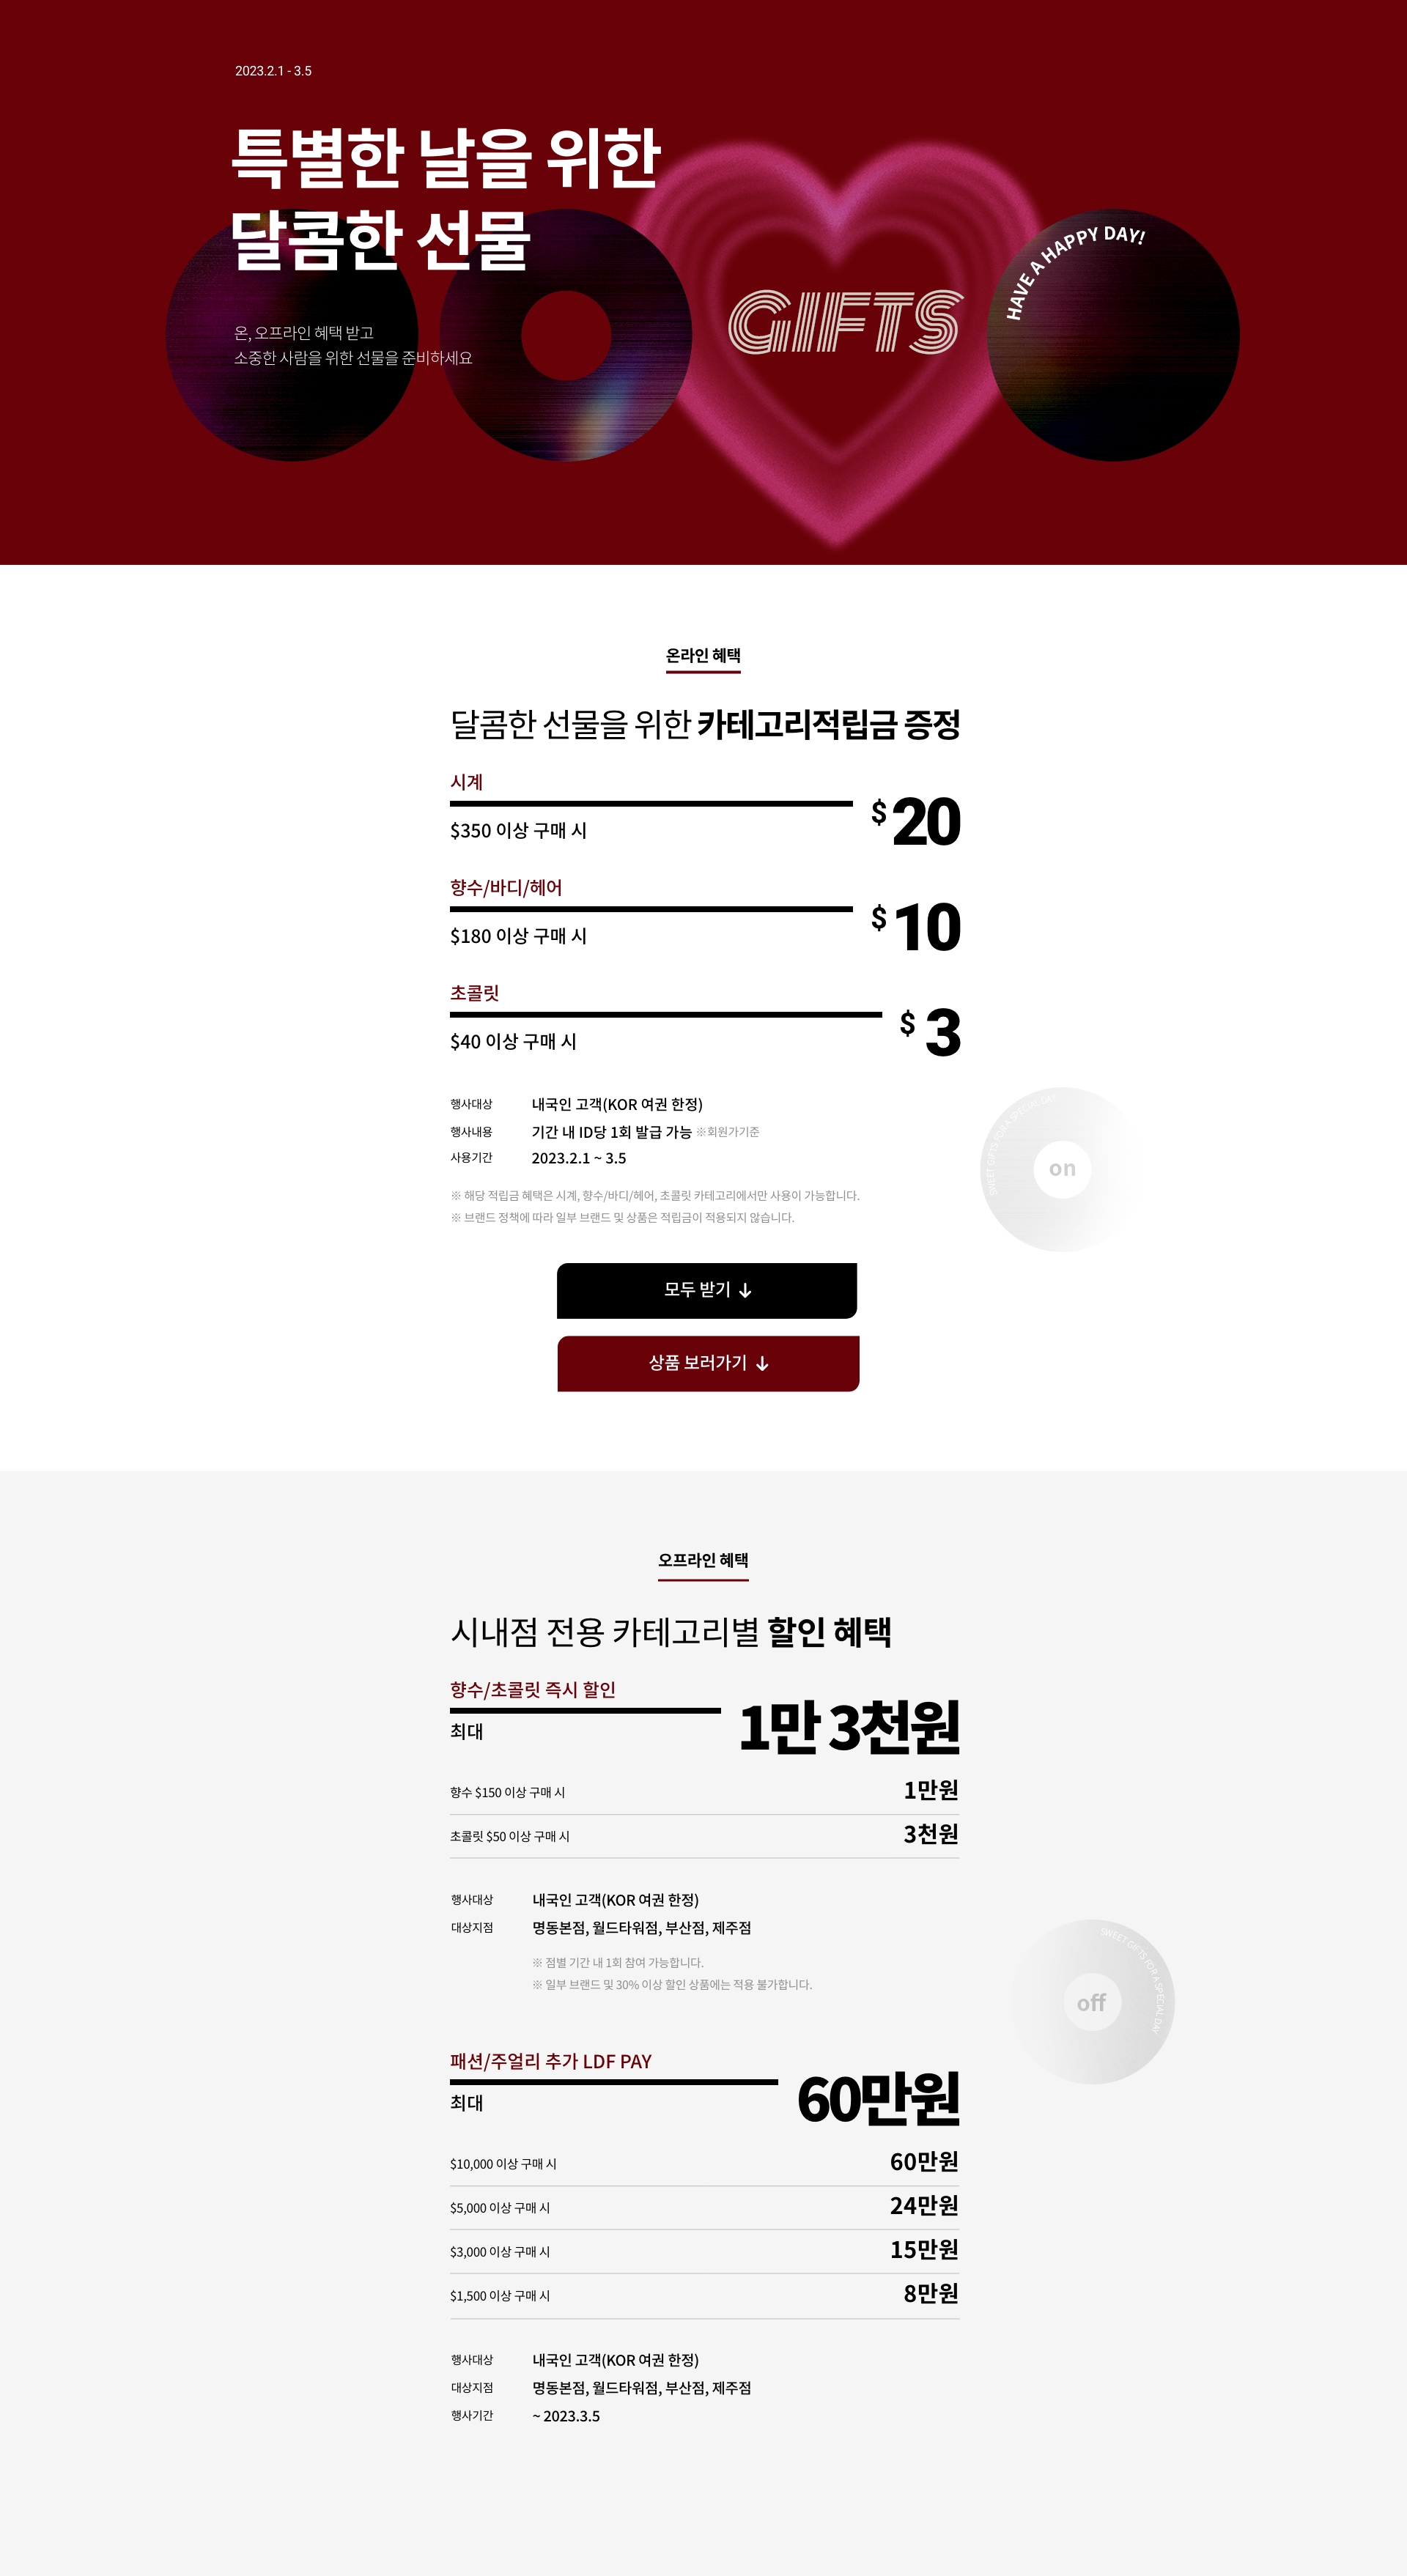 2023.2.1 - 3.5
특별한 날을 위한
달콤한 선물
온, 오프라인 혜택 받고
소중한 사람을 위한 선물을 준비하세요
GIFTS
HAVE A HAPPY DAY!
온라인 혜택
달콤한 선물을 위한 카테고리적립금 증정
시계
$350 이상 구매 시
$20
향수/바디/헤어
$180 이상 구매 시
$10
초콜릿
$40 이상 구매 시
$ 3
행사대상 내국인 고객(KOR 여권 한정)
행사내용 기간 내 ID당 1회 발급 가능 ※회원가기준
사용기간 2023.2.1 ~ 3.5
※ 해당 적립금 혜택은 시계, 향수/바디/헤어, 초콜릿 카테고리에서만 사용이 가능합니다.
※ 브랜드 정책에 따라 일부 브랜드 및 상품은 적립금이 적용되지 않습니다.
SWEET GIFTS FOR A SPECIAL DAY
on
모두 받기 ↓
상품 보러가기 ↓
오프라인 혜택
시내점 전용 카테고리별 할인 혜택
향수/초콜릿 즉시 할인
최대
1만 3천원
향수 $150 이상 구매 시 1만원
초콜릿 $50 이상 구매 시 3천원
행사대상 내국인 고객(KOR 여권 한정)
대상지점 명동본점, 월드타워점, 부산점, 제주점
※ 점별 기간 내 1회 참여 가능합니다.
※ 일부 브랜드 및 30% 이상 할인 상품에는 적용 불가합니다.
SWEET GIFTS FOR A SPECIAL DAY
off
패션/주얼리 추가 LDF PAY
최대
60만원
$10,000 이상 구매 시 60만원
$5,000 이상 구매 시 24만원
$3,000 이상 구매 시 15만원
$1,500 이상 구매 시 8만원
행사대상 내국인 고객(KOR 여권 한정)
대상지점 명동본점, 월드타워점, 부산점, 제주점
행사기간 ~ 2023.3.5